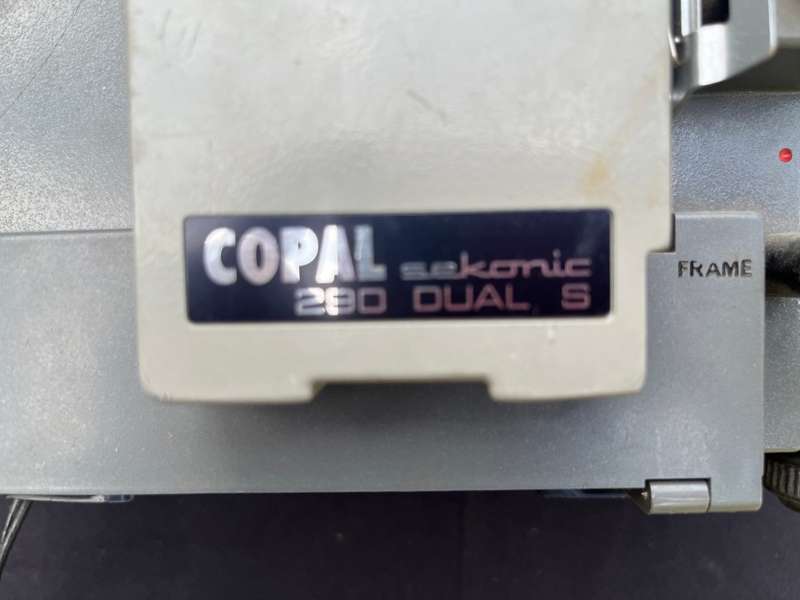 COPAL sekonic
290 DUAL S
FRAME